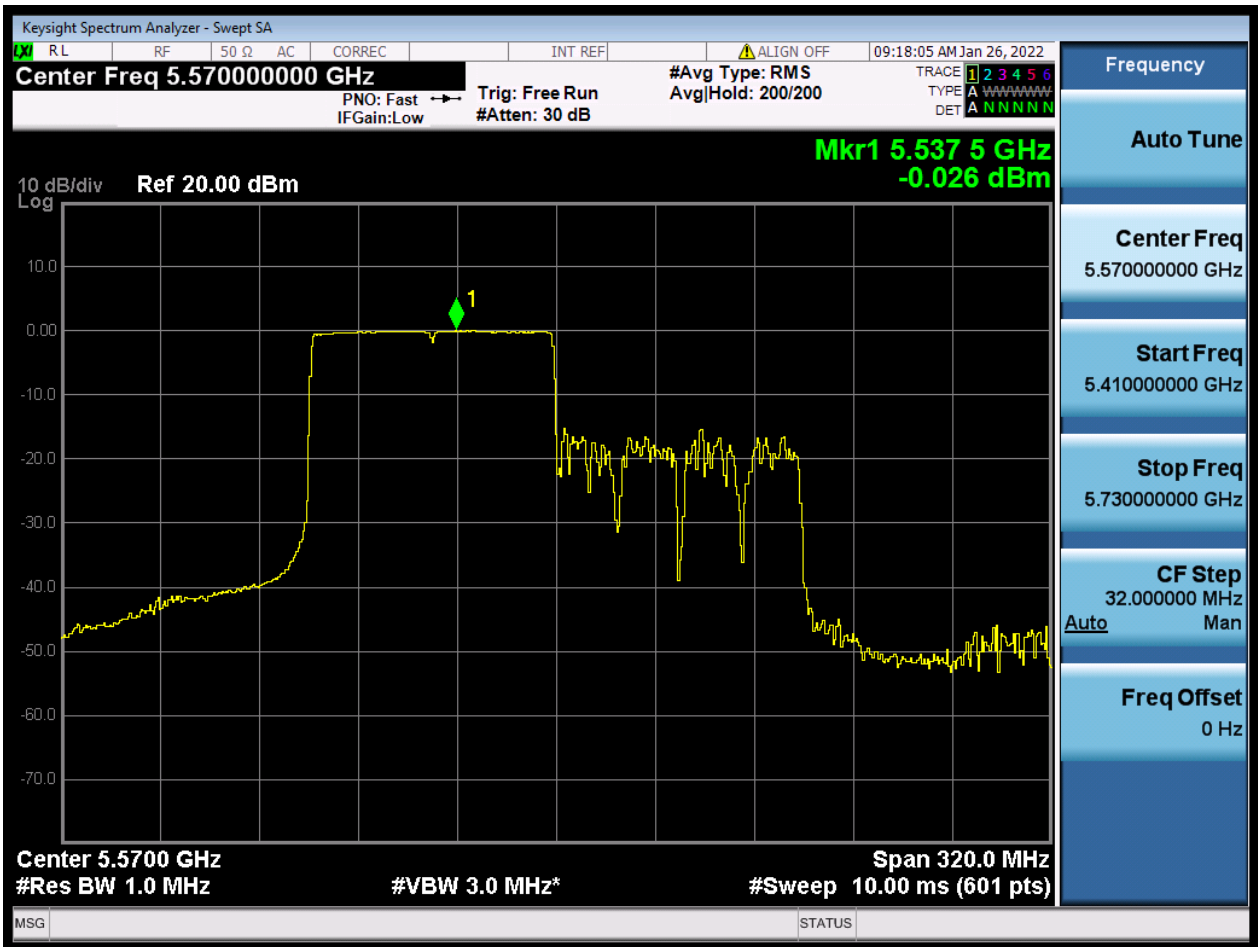 Keysight Spectrum Analyzer - Swept SA
LXI RL RF 50 Ω AC CORREC INT REF ALIGN OFF 09:18:05 AM Jan 26, 2022
Center Freq 5.570000000 GHz
PNO: Fast
IFGain:Low
Trig: Free Run
#Atten: 30 dB
#Avg Type: RMS
Avg|Hold: 200/200
TRACE 1 2 3 4 5 6
TYPE A WWWWW
DET A N N N N N
Mkr1 5.537 5 GHz
-0.026 dBm
10 dB/div Ref 20.00 dBm
Log
1
10.0
0.00
-10.0
-20.0
-30.0
-40.0
-50.0
-60.0
-70.0
Center 5.5700 GHz Span 320.0 MHz
#Res BW 1.0 MHz #VBW 3.0 MHz* #Sweep 10.00 ms (601 pts)
MSG STATUS
Frequency
Auto Tune
Center Freq
5.570000000 GHz
Start Freq
5.410000000 GHz
Stop Freq
5.730000000 GHz
CF Step
32.000000 MHz
Auto Man
Freq Offset
0 Hz